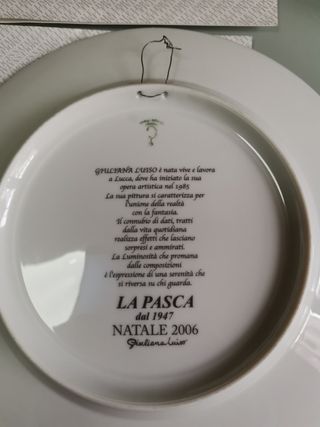 GIULIANA LUISO è nata vive e lavora
a Lucca, dove ha iniziato la sua
opera artistica nel 1985
La sua pittura si caratterizza per
l'unione della realtà
con la fantasia.
Il connubio di dati, tratti
dalla vita quotidiana
realizza effetti che lasciano
sorpresi e ammirati.
La Luminosità che promana
dalle composizioni
è l'espressione di una serenità che
si riversa su chi guarda.
LA PASCA
dal 1947
NATALE 2006
Giuliana Luiso